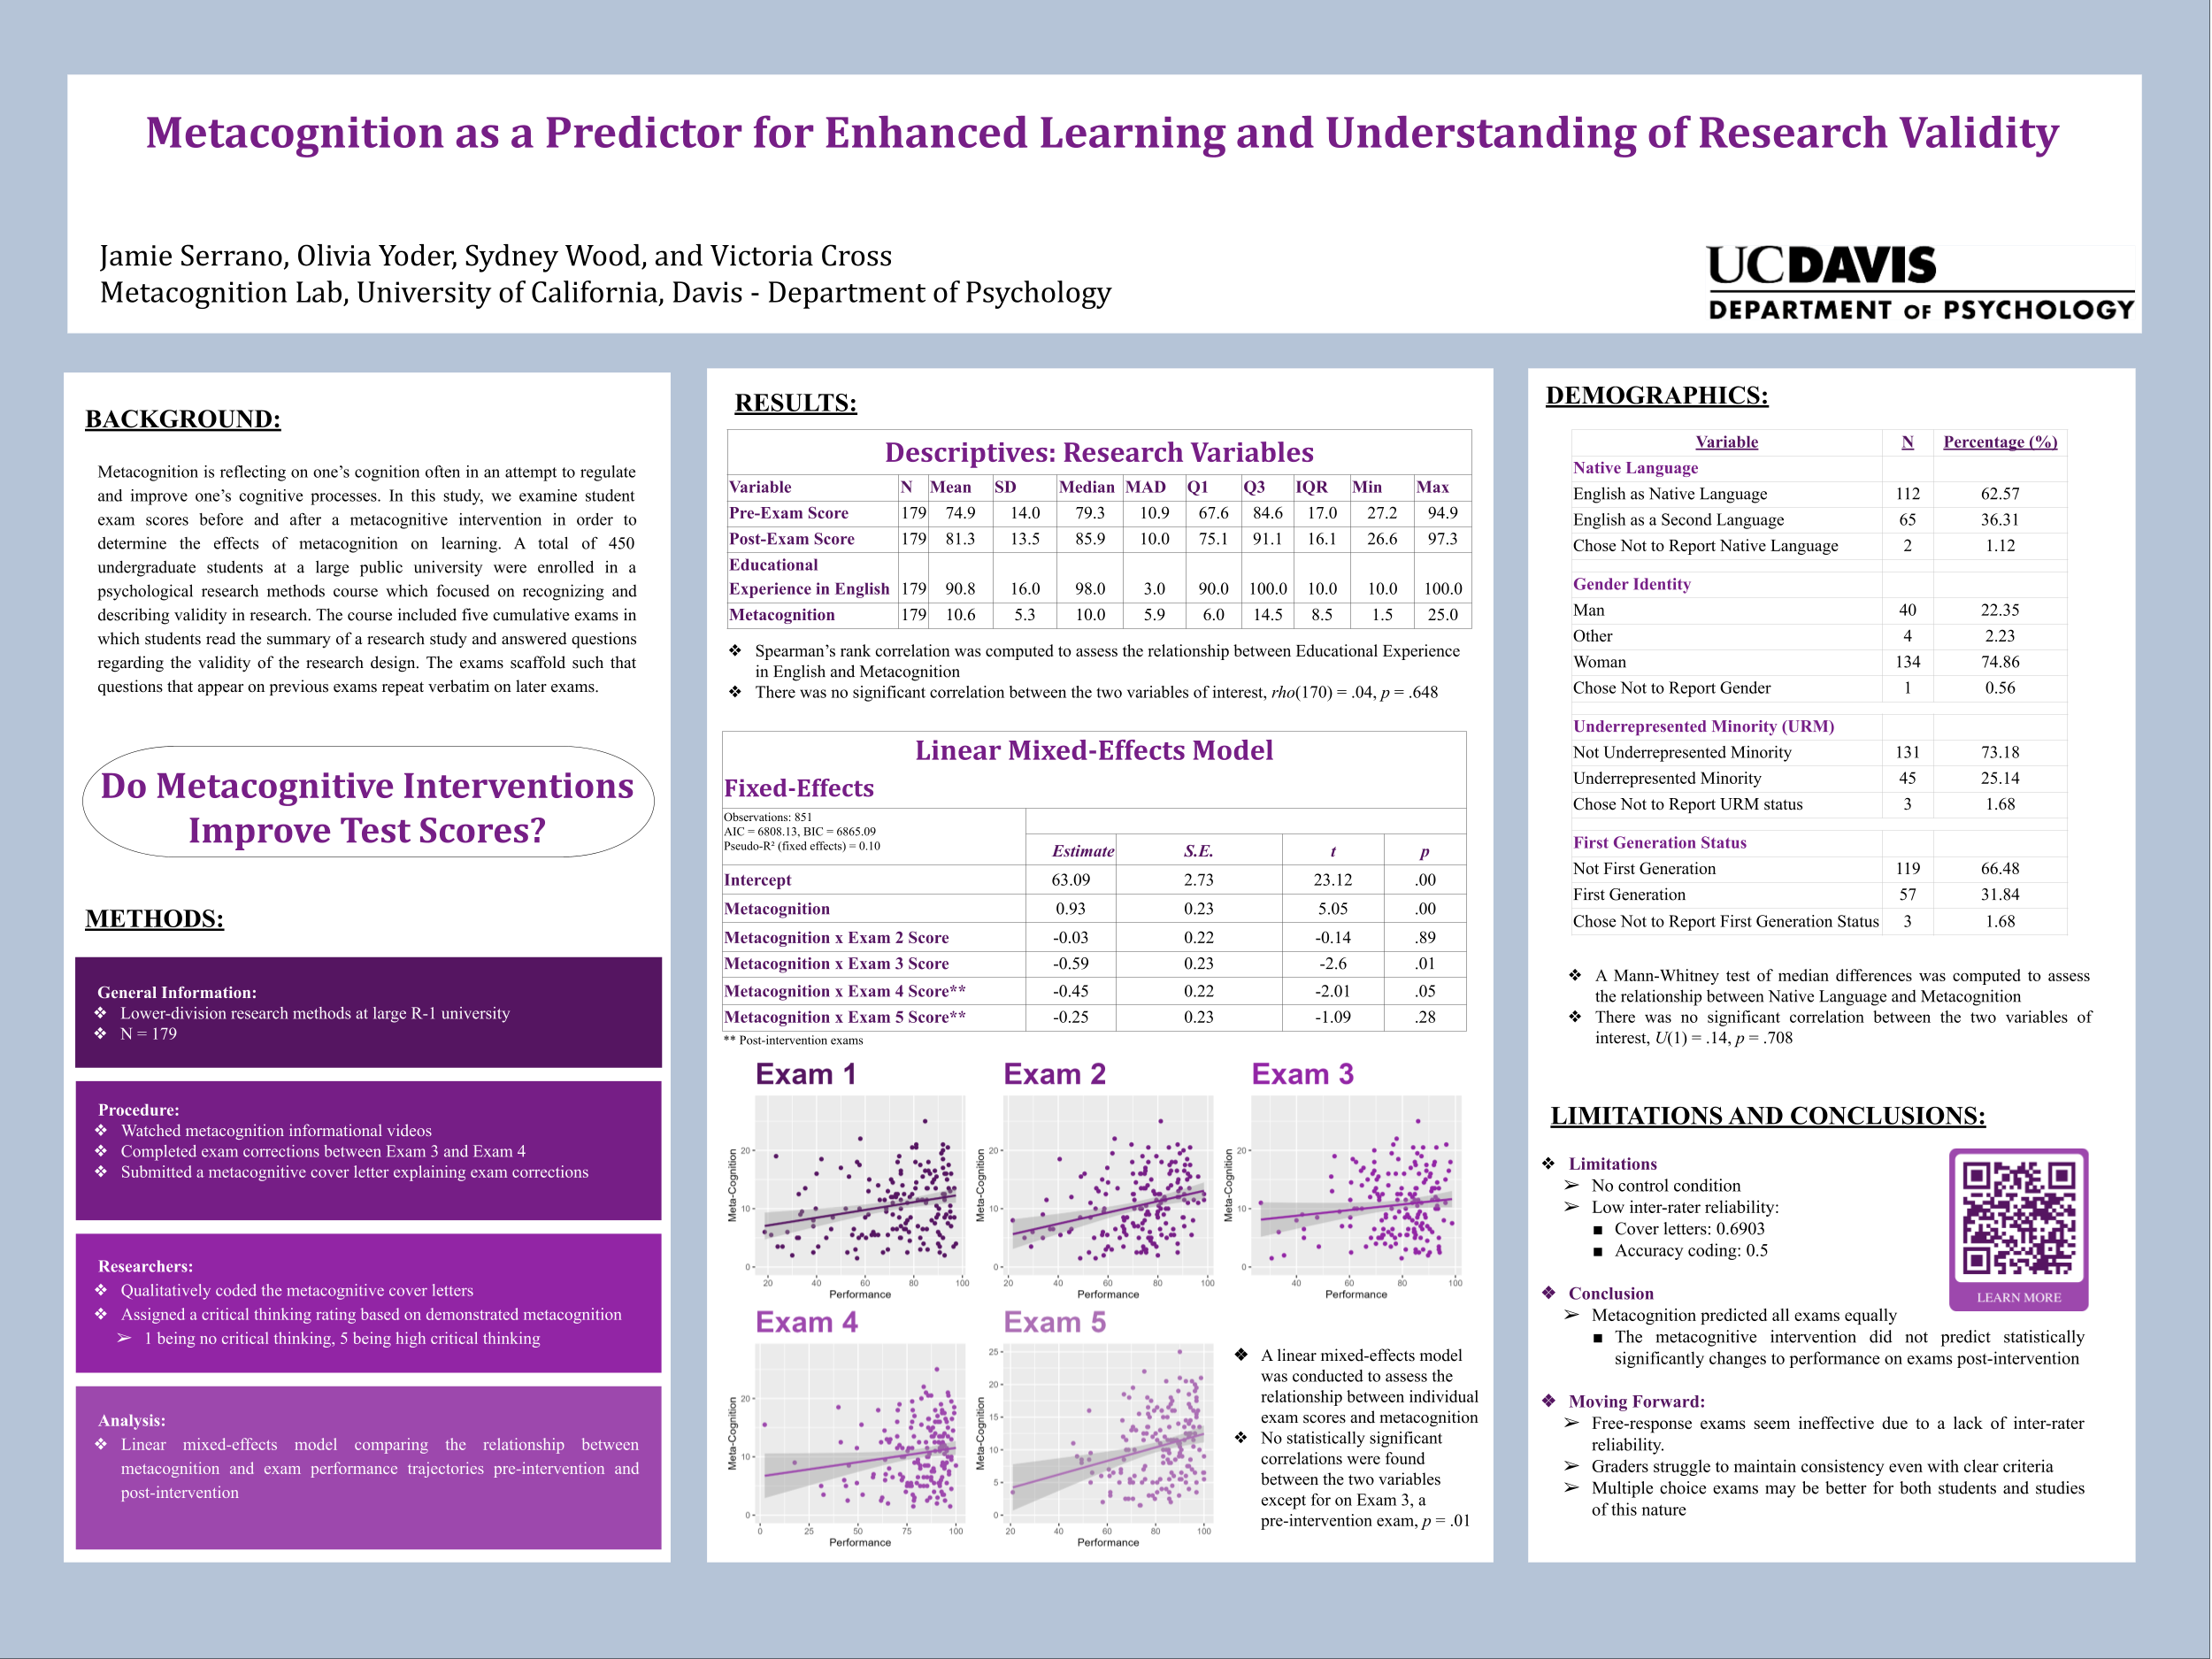 Metacognition as a Predictor for Enhanced Learning and Understanding of Research Validity
Jamie Serrano, Olivia Yoder, Sydney Wood, and Victoria Cross
Metacognition Lab, University of California, Davis - Department of Psychology
UCDAVIS
DEPARTMENT OF PSYCHOLOGY
BACKGROUND:
Metacognition is reflecting on one's cognition often in an attempt to regulate
and improve one's cognitive processes. In this study, we examine student
exam scores before and after a metacognitive intervention in order to
determine the effects of metacognition on learning. A total of 450
undergraduate students at a large public university were enrolled in a
psychological research methods course which focused on recognizing and
describing validity in research. The course included five cumulative exams in
which students read the summary of a research study and answered questions
regarding the validity of the research design. The exams scaffold such that
questions that appear on previous exams repeat verbatim on later exams.
Do Metacognitive Interventions
Improve Test Scores?
METHODS:
General Information:
❖ Lower-division research methods at large R-1 university
❖ N = 179
Procedure:
❖ Watched metacognition informational videos
❖ Completed exam corrections between Exam 3 and Exam 4
❖ Submitted a metacognitive cover letter explaining exam corrections
Researchers:
❖ Qualitatively coded the metacognitive cover letters
❖ Assigned a critical thinking rating based on demonstrated metacognition
➢ 1 being no critical thinking, 5 being high critical thinking
Analysis:
❖ Linear mixed-effects model comparing the relationship between
metacognition and exam performance trajectories pre-intervention and
post-intervention
RESULTS:
Descriptives: Research Variables
Variable N Mean SD Median MAD Q1 Q3 IQR Min Max
Pre-Exam Score 179 74.9 14.0 79.3 10.9 67.6 84.6 17.0 27.2 94.9
Post-Exam Score 179 81.3 13.5 85.9 10.0 75.1 91.1 16.1 26.6 97.3
Educational
Experience in English 179 90.8 16.0 98.0 3.0 90.0 100.0 10.0 10.0 100.0
Metacognition 179 10.6 5.3 10.0 5.9 6.0 14.5 8.5 1.5 25.0
❖ Spearman's rank correlation was computed to assess the relationship between Educational Experience
in English and Metacognition
❖ There was no significant correlation between the two variables of interest, rho(170) = .04, p = .648
Linear Mixed-Effects Model
Fixed-Effects
Observations: 851
AIC = 6808.13, BIC = 6865.09
Pseudo-R² (fixed effects) = 0.10
Estimate S.E. t p
Intercept 63.09 2.73 23.12 .00
Metacognition 0.93 0.23 5.05 .00
Metacognition x Exam 2 Score -0.03 0.22 -0.14 .89
Metacognition x Exam 3 Score -0.59 0.23 -2.6 .01
Metacognition x Exam 4 Score** -0.45 0.22 -2.01 .05
Metacognition x Exam 5 Score** -0.25 0.23 -1.09 .28
** Post-intervention exams
Exam 1
Meta-Cognition
20
10
0
20 40 60 80 100
Performance
Exam 2
Meta-Cognition
20
10
0
20 40 60 80 100
Performance
Exam 3
Meta-Cognition
20
10
0
40 60 80 100
Performance
Exam 4
Meta-Cognition
20
10
0
0 25 50 75 100
Performance
Exam 5
Meta-Cognition
25
20
15
10
5
0
20 40 60 80 100
Performance
❖ A linear mixed-effects model
was conducted to assess the
relationship between individual
exam scores and metacognition
❖ No statistically significant
correlations were found
between the two variables
except for on Exam 3, a
pre-intervention exam, p = .01
DEMOGRAPHICS:
Variable N Percentage (%)
Native Language
English as Native Language 112 62.57
English as a Second Language 65 36.31
Chose Not to Report Native Language 2 1.12
Gender Identity
Man 40 22.35
Other 4 2.23
Woman 134 74.86
Chose Not to Report Gender 1 0.56
Underrepresented Minority (URM)
Not Underrepresented Minority 131 73.18
Underrepresented Minority 45 25.14
Chose Not to Report URM status 3 1.68
First Generation Status
Not First Generation 119 66.48
First Generation 57 31.84
Chose Not to Report First Generation Status 3 1.68
❖ A Mann-Whitney test of median differences was computed to assess
the relationship between Native Language and Metacognition
❖ There was no significant correlation between the two variables of
interest, U(1) = .14, p = .708
LIMITATIONS AND CONCLUSIONS:
❖ Limitations
➢ No control condition
➢ Low inter-rater reliability:
■ Cover letters: 0.6903
■ Accuracy coding: 0.5
LEARN MORE
❖ Conclusion
➢ Metacognition predicted all exams equally
■ The metacognitive intervention did not predict statistically
significantly changes to performance on exams post-intervention
❖ Moving Forward:
➢ Free-response exams seem ineffective due to a lack of inter-rater
reliability.
➢ Graders struggle to maintain consistency even with clear criteria
➢ Multiple choice exams may be better for both students and studies
of this nature